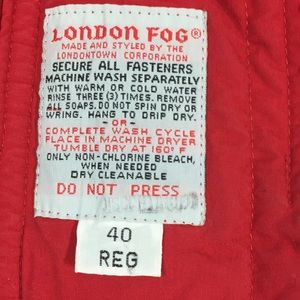 LONDON FOG®
MADE AND STYLED BY THE
LONDONTOWN CORPORATION
SECURE ALL FASTENERS
MACHINE WASH SEPARATELY
WITH WARM OR COLD WATER
RINSE THREE (3) TIMES. REMOVE
ALL SOAPS. DO NOT SPIN DRY OR
WRING. HANG TO DRIP DRY.
-OR-
COMPLETE WASH CYCLE
PLACE IN MACHINE DRYER
TUMBLE DRY AT 160° F
ONLY NON-CHLORINE BLEACH,
WHEN NEEDED
DRY CLEANABLE
DO NOT PRESS
40
REG